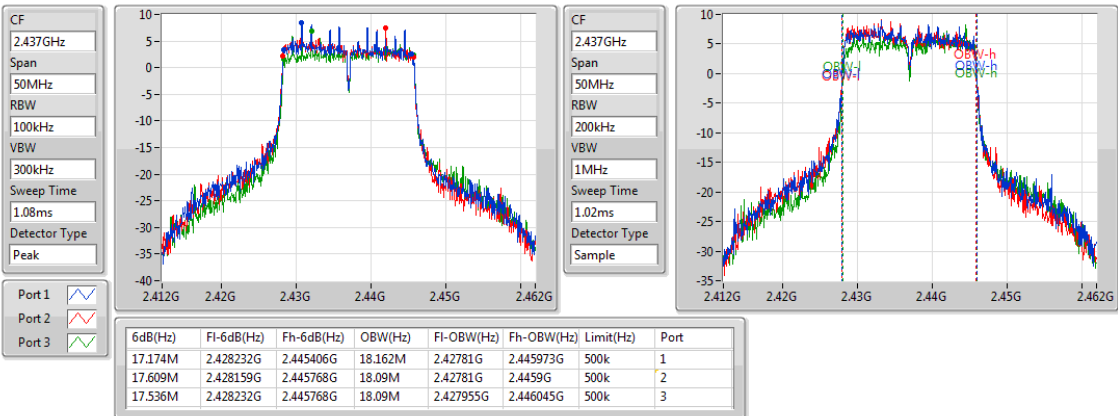 CF
2.437GHz
Span
50MHz
RBW
100kHz
VBW
300kHz
Sweep Time
1.08ms
Detector Type
Peak
10
5
0
-5
-10
-15
-20
-25
-30
-35
-40
2.412G 2.42G 2.43G 2.44G 2.45G 2.462G
CF
2.437GHz
Span
50MHz
RBW
200kHz
VBW
1MHz
Sweep Time
1.02ms
Detector Type
Sample
10
5
0
-5
-10
-15
-20
-25
-30
-35
OBW-l
OBW-l
OBW-h
OBW-h
OBW-h
2.412G 2.42G 2.43G 2.44G 2.45G 2.462G
Port 1
Port 2
Port 3
6dB(Hz) Fl-6dB(Hz) Fh-6dB(Hz) OBW(Hz) Fl-OBW(Hz) Fh-OBW(Hz) Limit(Hz) Port
17.174M 2.428232G 2.445406G 18.162M 2.42781G 2.445973G 500k 1
17.609M 2.428159G 2.445768G 18.09M 2.42781G 2.4459G 500k 2
17.536M 2.428232G 2.445768G 18.09M 2.427955G 2.446045G 500k 3